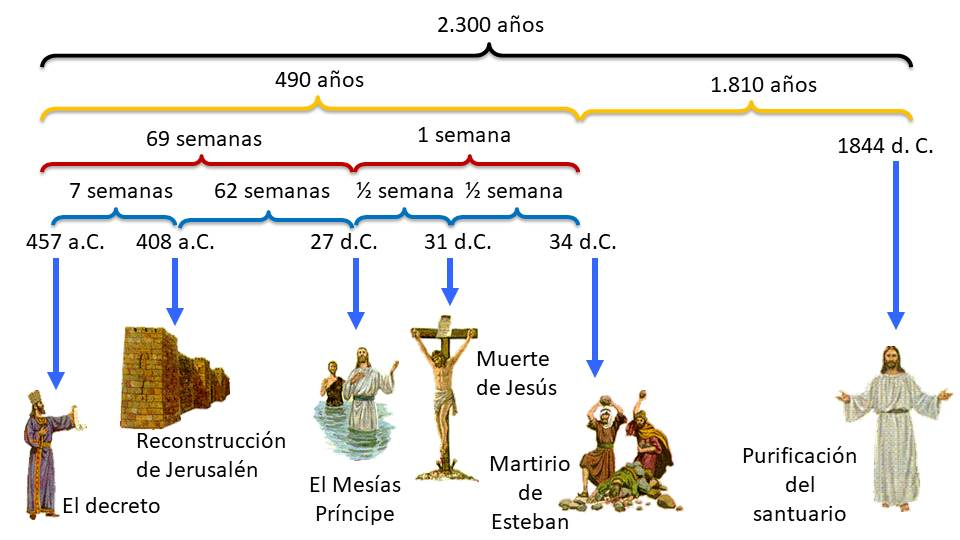 2.300 años
490 años
1.810 años
69 semanas
1 semana
1844 d. C.
7 semanas
62 semanas
½ semana
½ semana
457 a.C.
408 a.C.
27 d.C.
31 d.C.
34 d.C.
Muerte
de Jesús
Reconstrucción
de Jerusalén
El decreto
El Mesías
Príncipe
Martirio
de
Esteban
Purificación
del
santuario